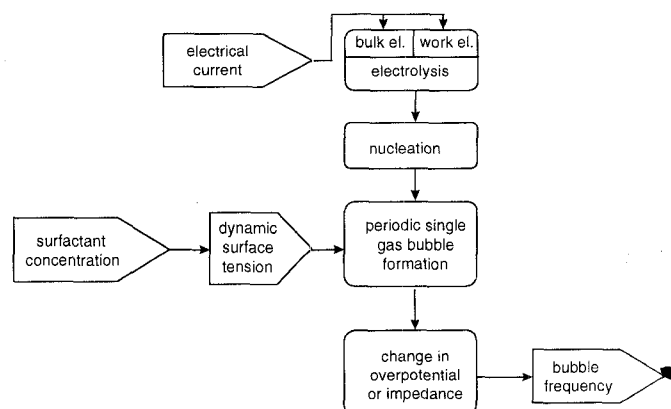 electrical
current
bulk el.
work el.
electrolysis
nucleation
surfactant
concentration
dynamic
surface
tension
periodic single
gas bubble
formation
change in
overpotential
or impedance
bubble
frequency